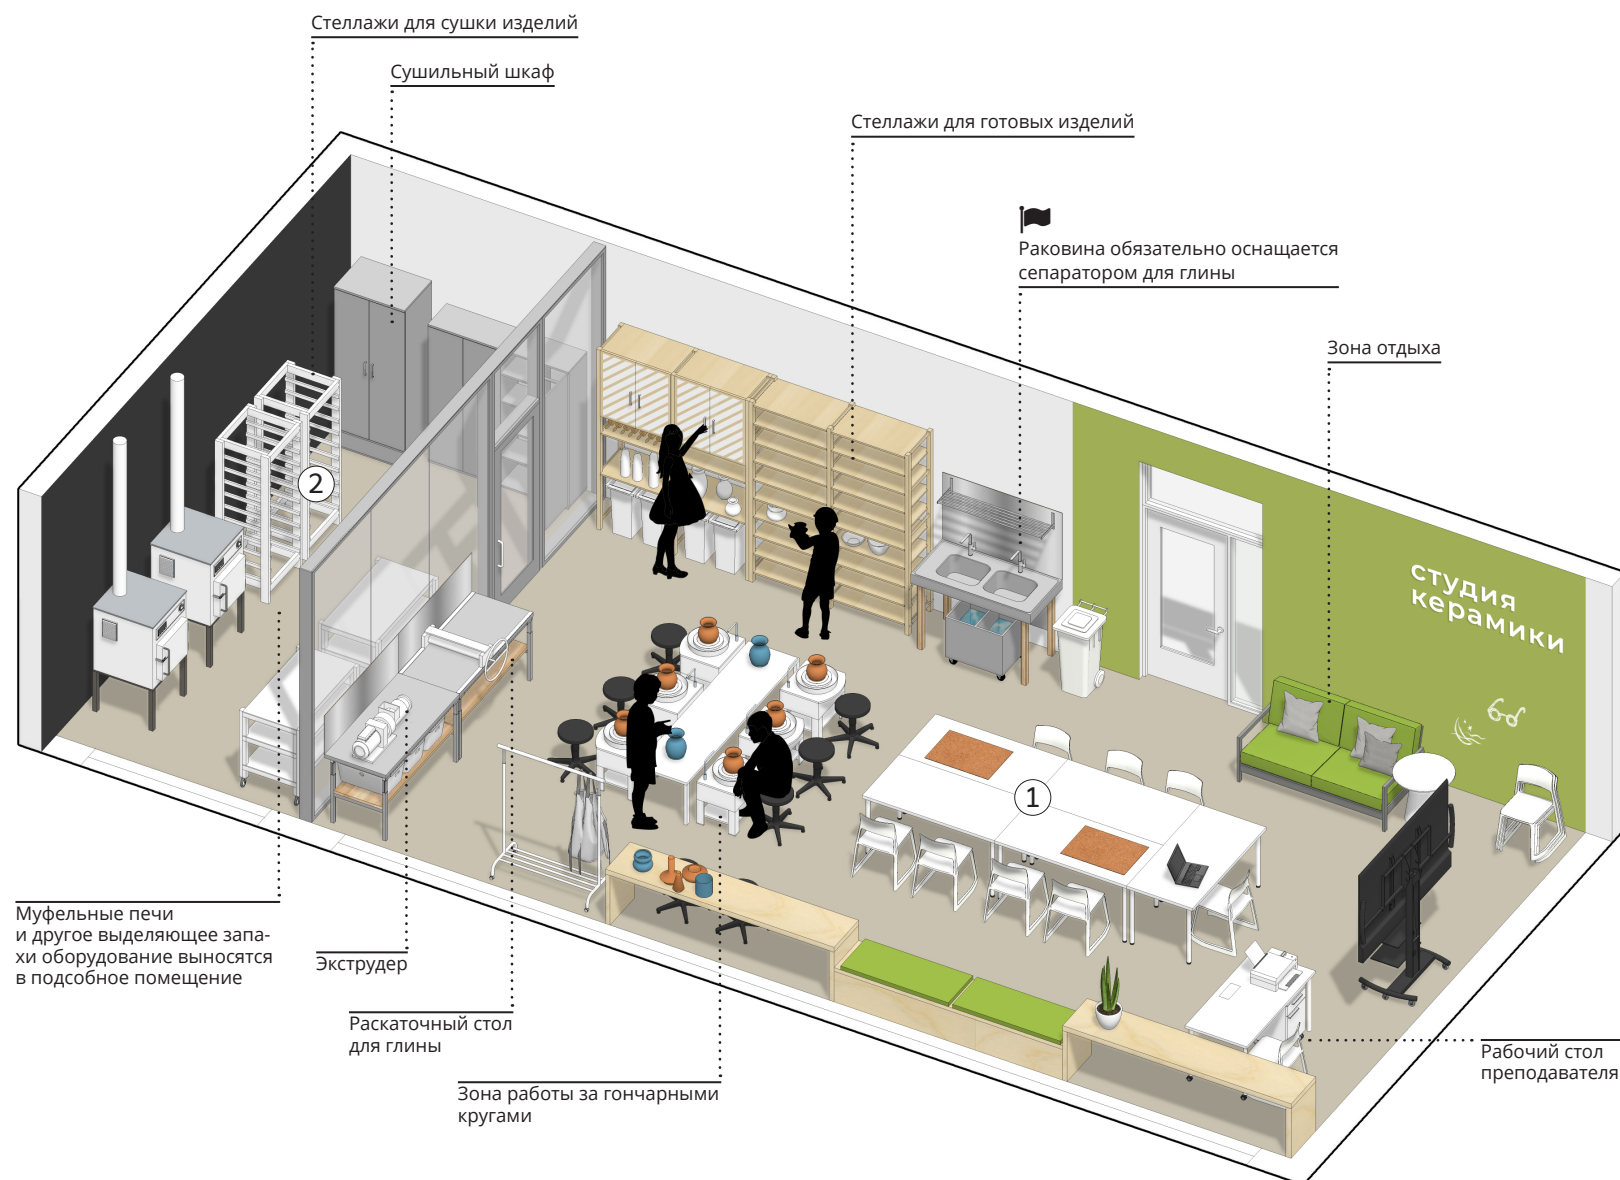 Стеллажи для сушки изделий
Сушильный шкаф
Стеллажи для готовых изделий
Раковина обязательно оснащается
сепаратором для глины
Зона отдыха
студия
керамики
2
1
Муфельные печи
и другое выделяющее запа-
хи оборудование выносятся
в подсобное помещение
Экструдер
Раскаточный стол
для глины
Зона работы за гончарными
кругами
Рабочий стол
преподавателя